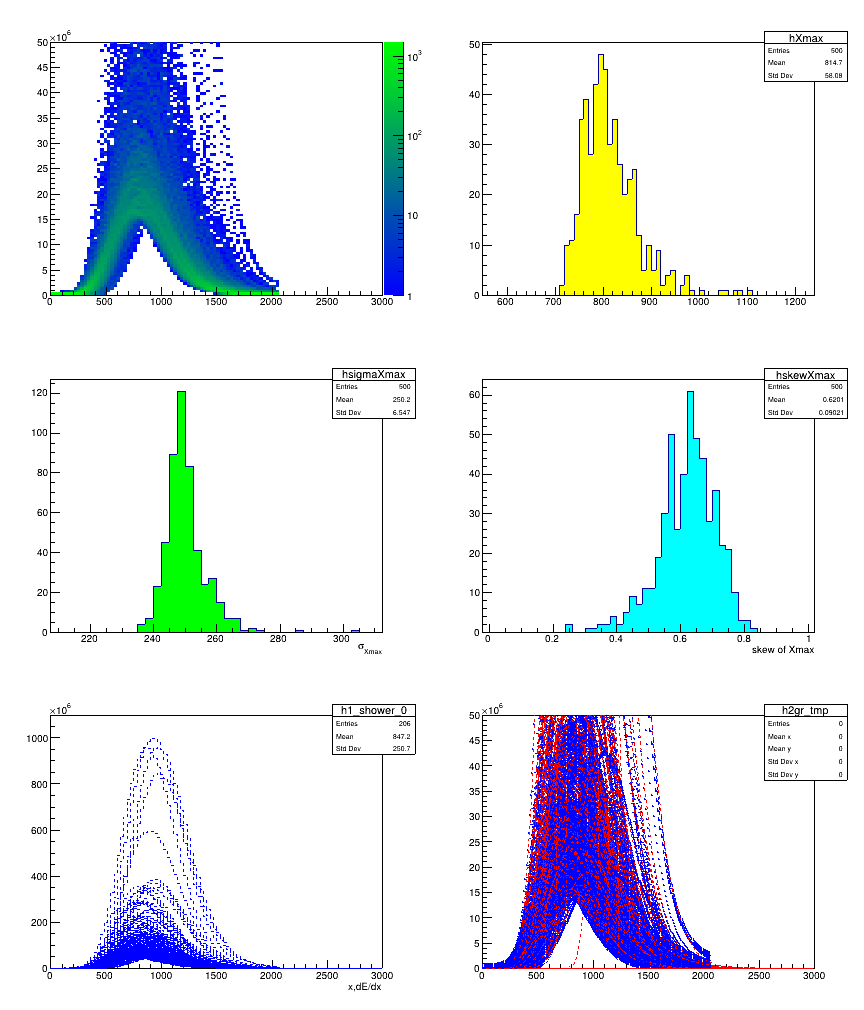 ×10⁶
50
45
40
35
30
25
20
15
10
5
0
0 500 1000 1500 2000 2500 3000
10³
10²
10
1
hXmax
Entries 500
Mean 814.7
Std Dev 58.09
50
40
30
20
10
0
600 700 800 900 1000 1100 1200
hsigmaXmax
Entries 500
Mean 250.2
Std Dev 6.547
120
100
80
60
40
20
0
220 240 260 280 300
σXmax
hskewXmax
Entries 500
Mean 0.6201
Std Dev 0.09021
60
50
40
30
20
10
0
0 0.2 0.4 0.6 0.8 1
skew of Xmax
×10⁶
h1_shower_0
Entries 206
Mean 847.2
Std Dev 250.7
1000
800
600
400
200
0
0 500 1000 1500 2000 2500 3000
x,dE/dx
×10⁶
h2gr_tmp
Entries 0
Mean x 0
Mean y 0
Std Dev x 0
Std Dev y 0
50
45
40
35
30
25
20
15
10
5
0
0 500 1000 1500 2000 2500 3000